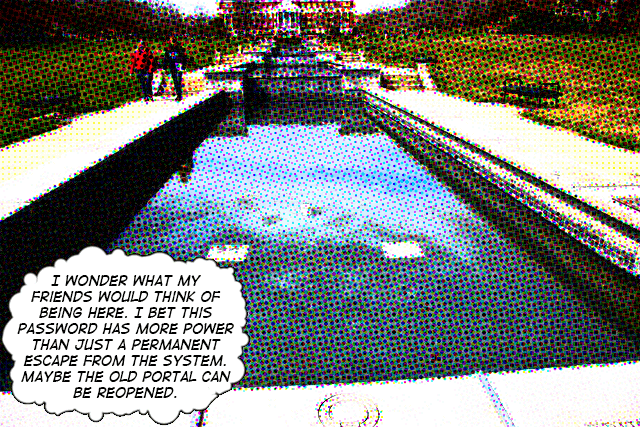 I WONDER WHAT MY
FRIENDS WOULD THINK OF
BEING HERE. I BET THIS
PASSWORD HAS MORE POWER
THAN JUST A PERMANENT
ESCAPE FROM THE SYSTEM.
MAYBE THE OLD PORTAL CAN
BE REOPENED.